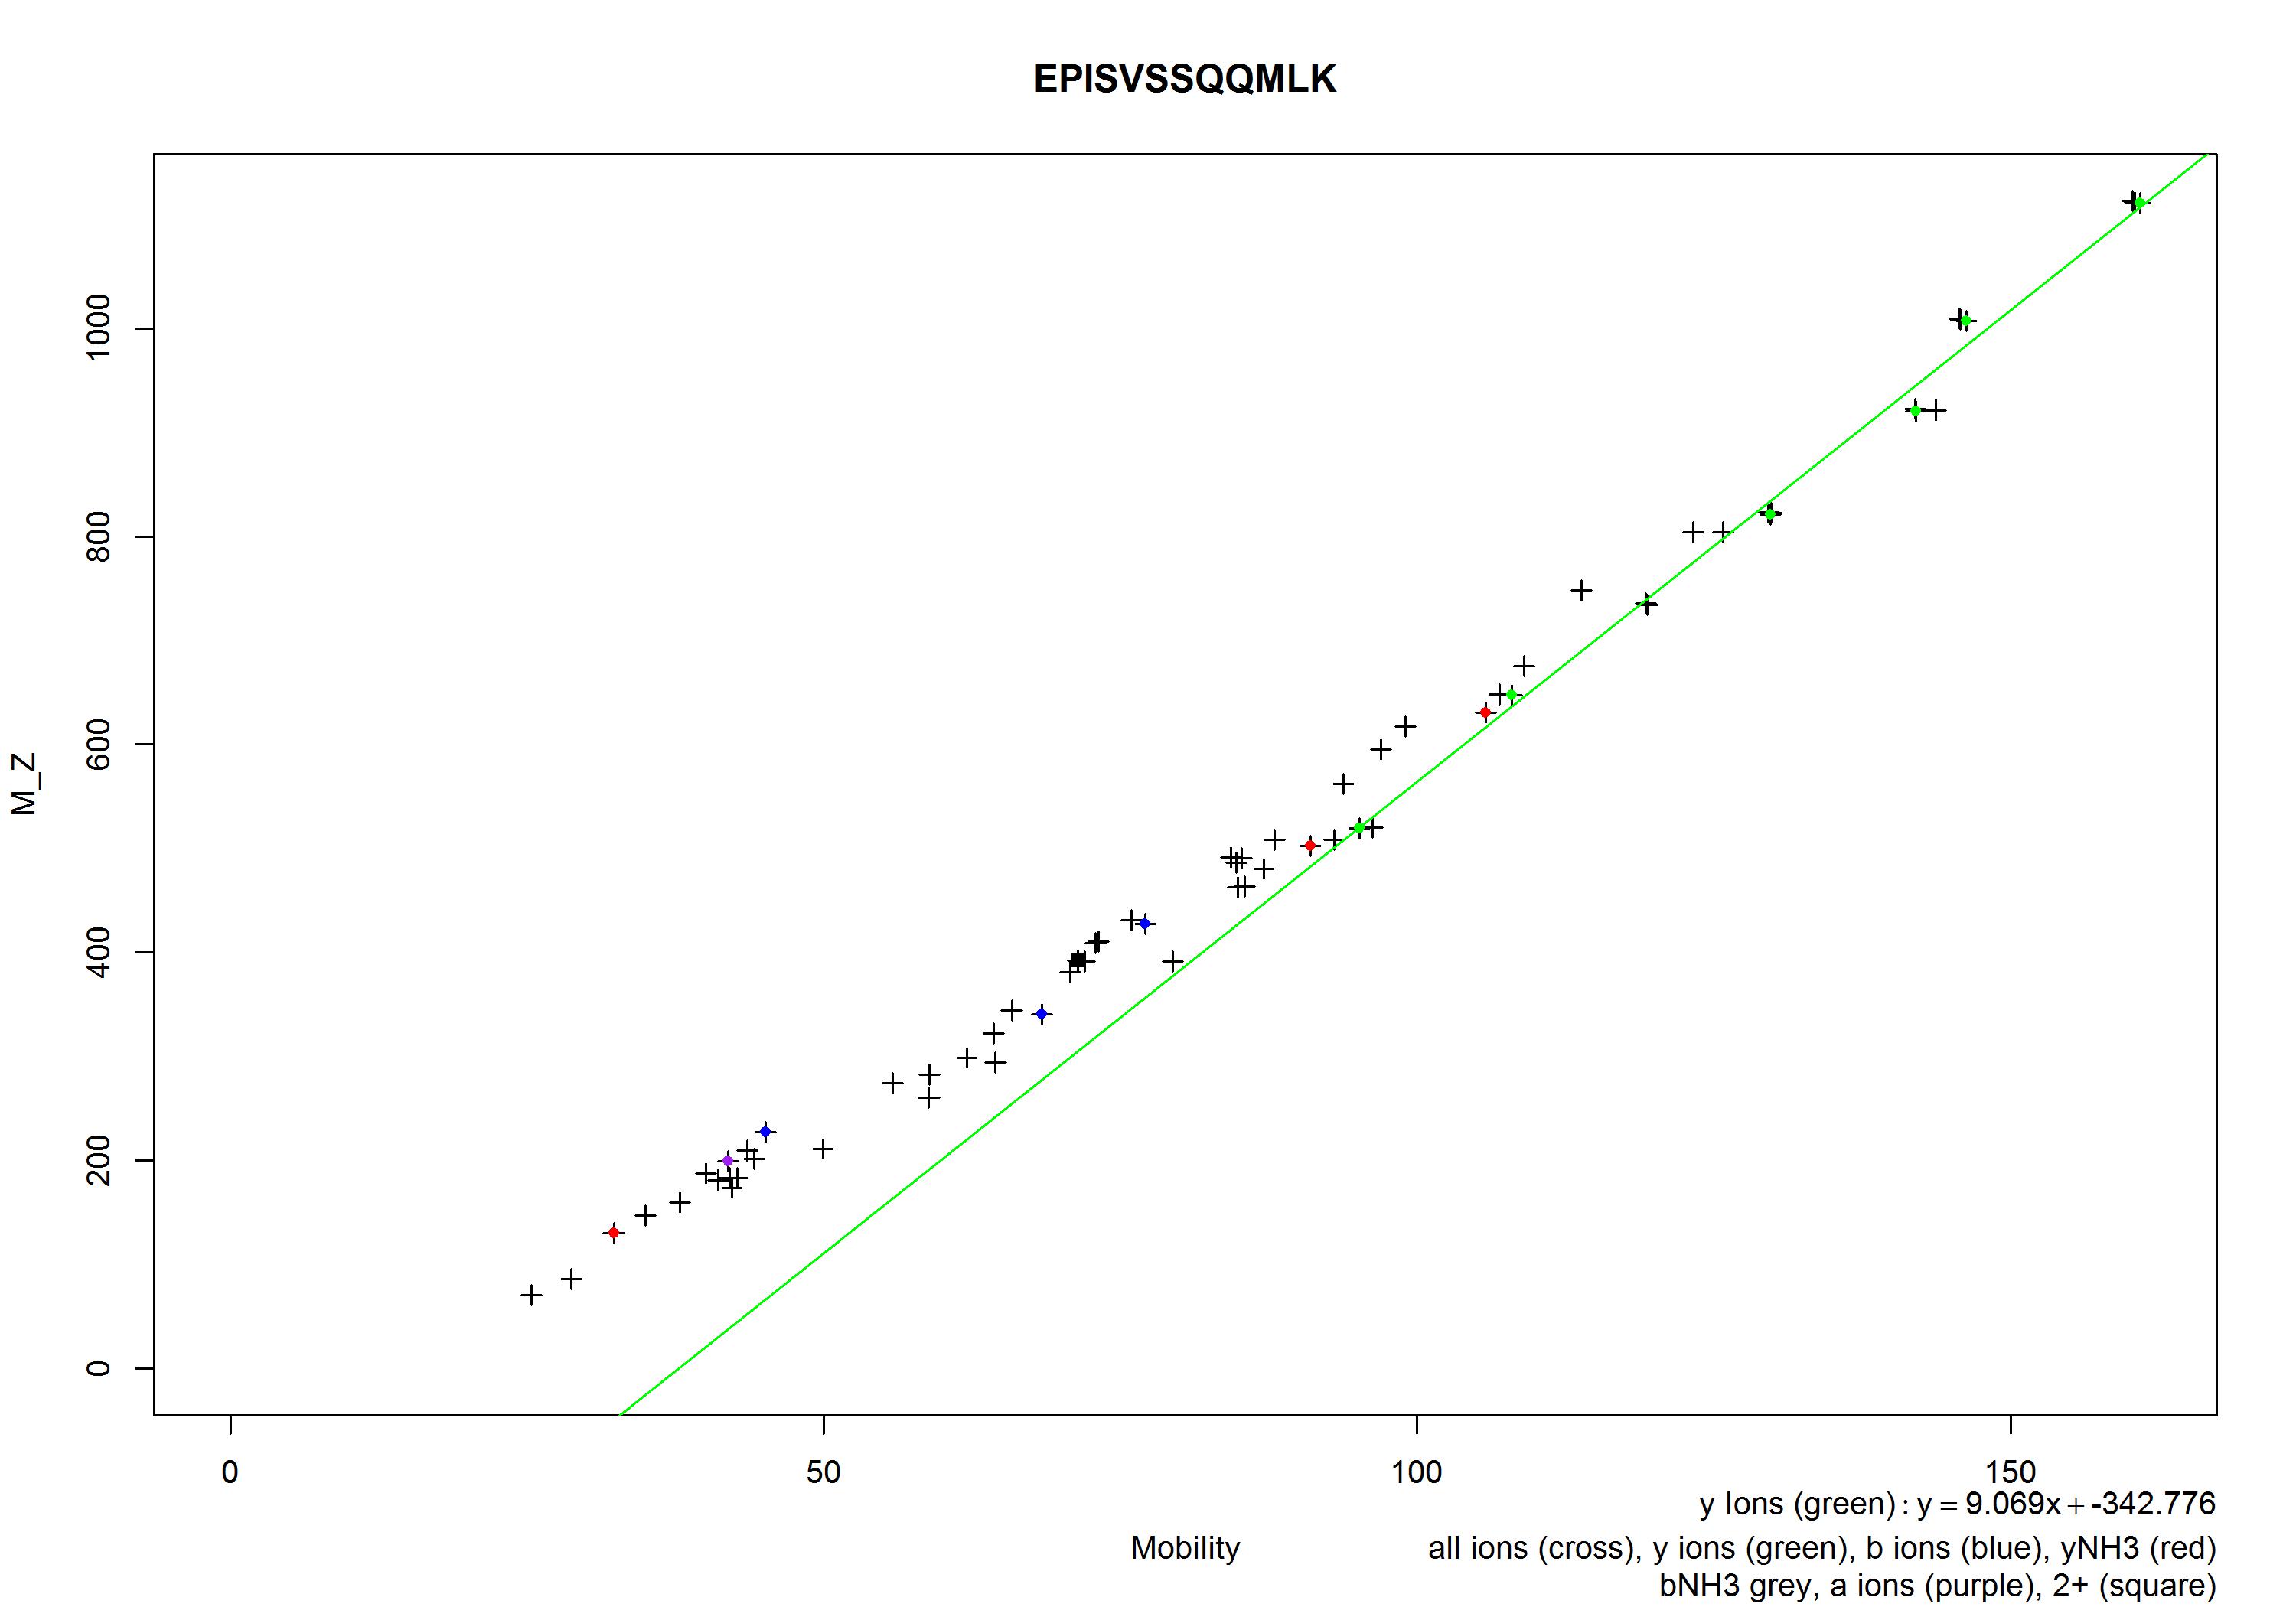 EPISVSSQQMLK
M_Z
1000
800
600
400
200
0
0 50 100 150
y Ions (green) : y = 9.069x + -342.776
Mobility
all ions (cross), y ions (green), b ions (blue), yNH3 (red)
bNH3 grey, a ions (purple), 2+ (square)